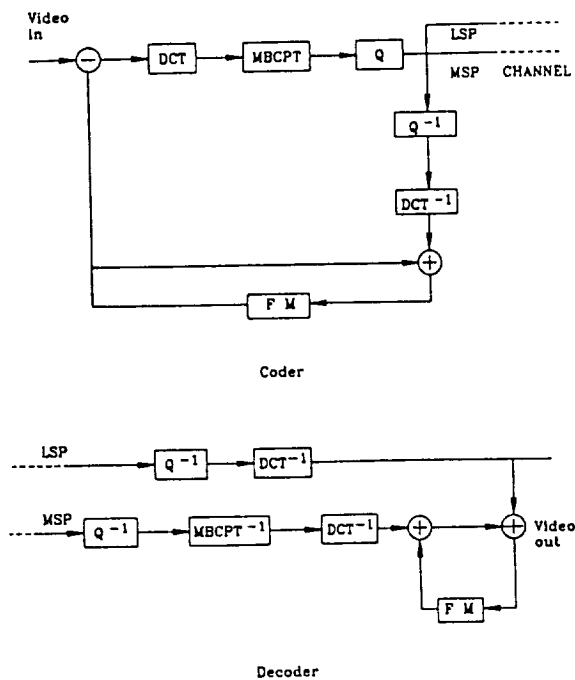 Video
in
DCT
MBCPT
Q
LSP
MSP CHANNEL
Q⁻¹
DCT⁻¹
F M
Coder
LSP
Q⁻¹
DCT⁻¹
MSP
Q⁻¹
MBCPT⁻¹
DCT⁻¹
Video
out
F M
Decoder